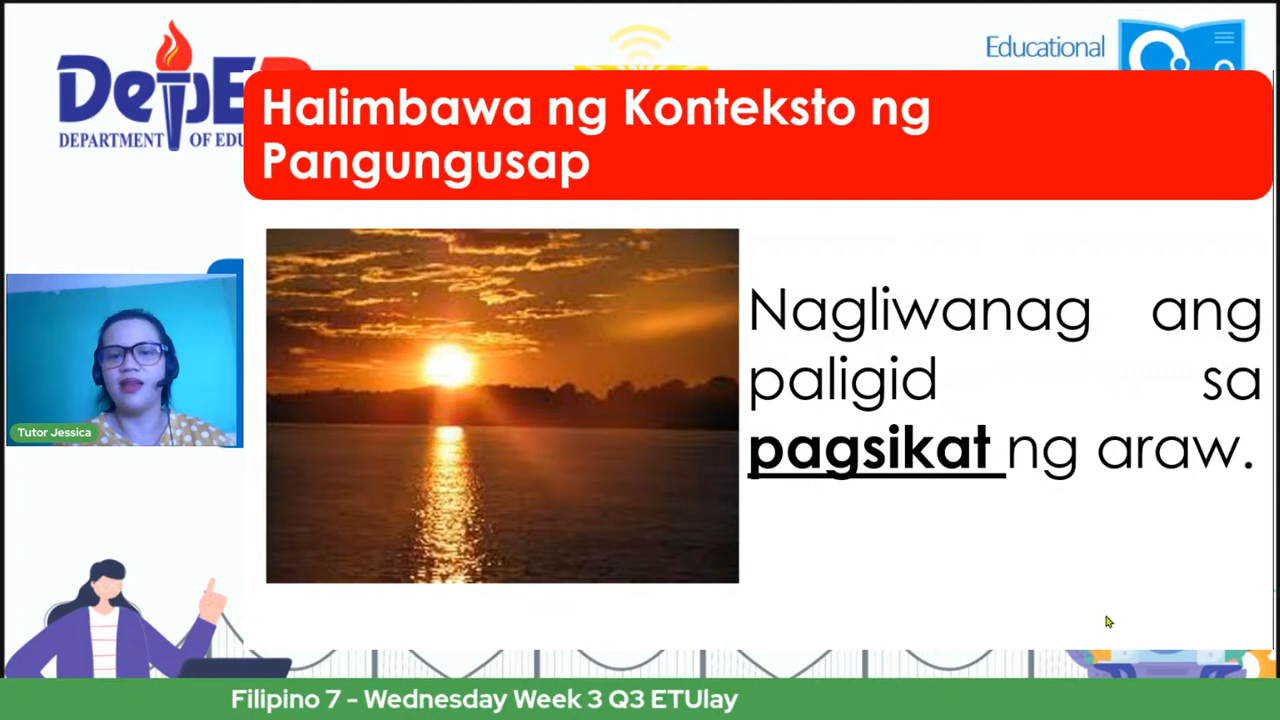 DepE
DEPARTMENT OF EDU
Educational
Halimbawa ng Konteksto ng
Pangungusap
Nagliwanag ang
paligid sa
pagsikat ng araw.
Tutor Jessica
Filipino 7 - Wednesday Week 3 Q3 ETUlay